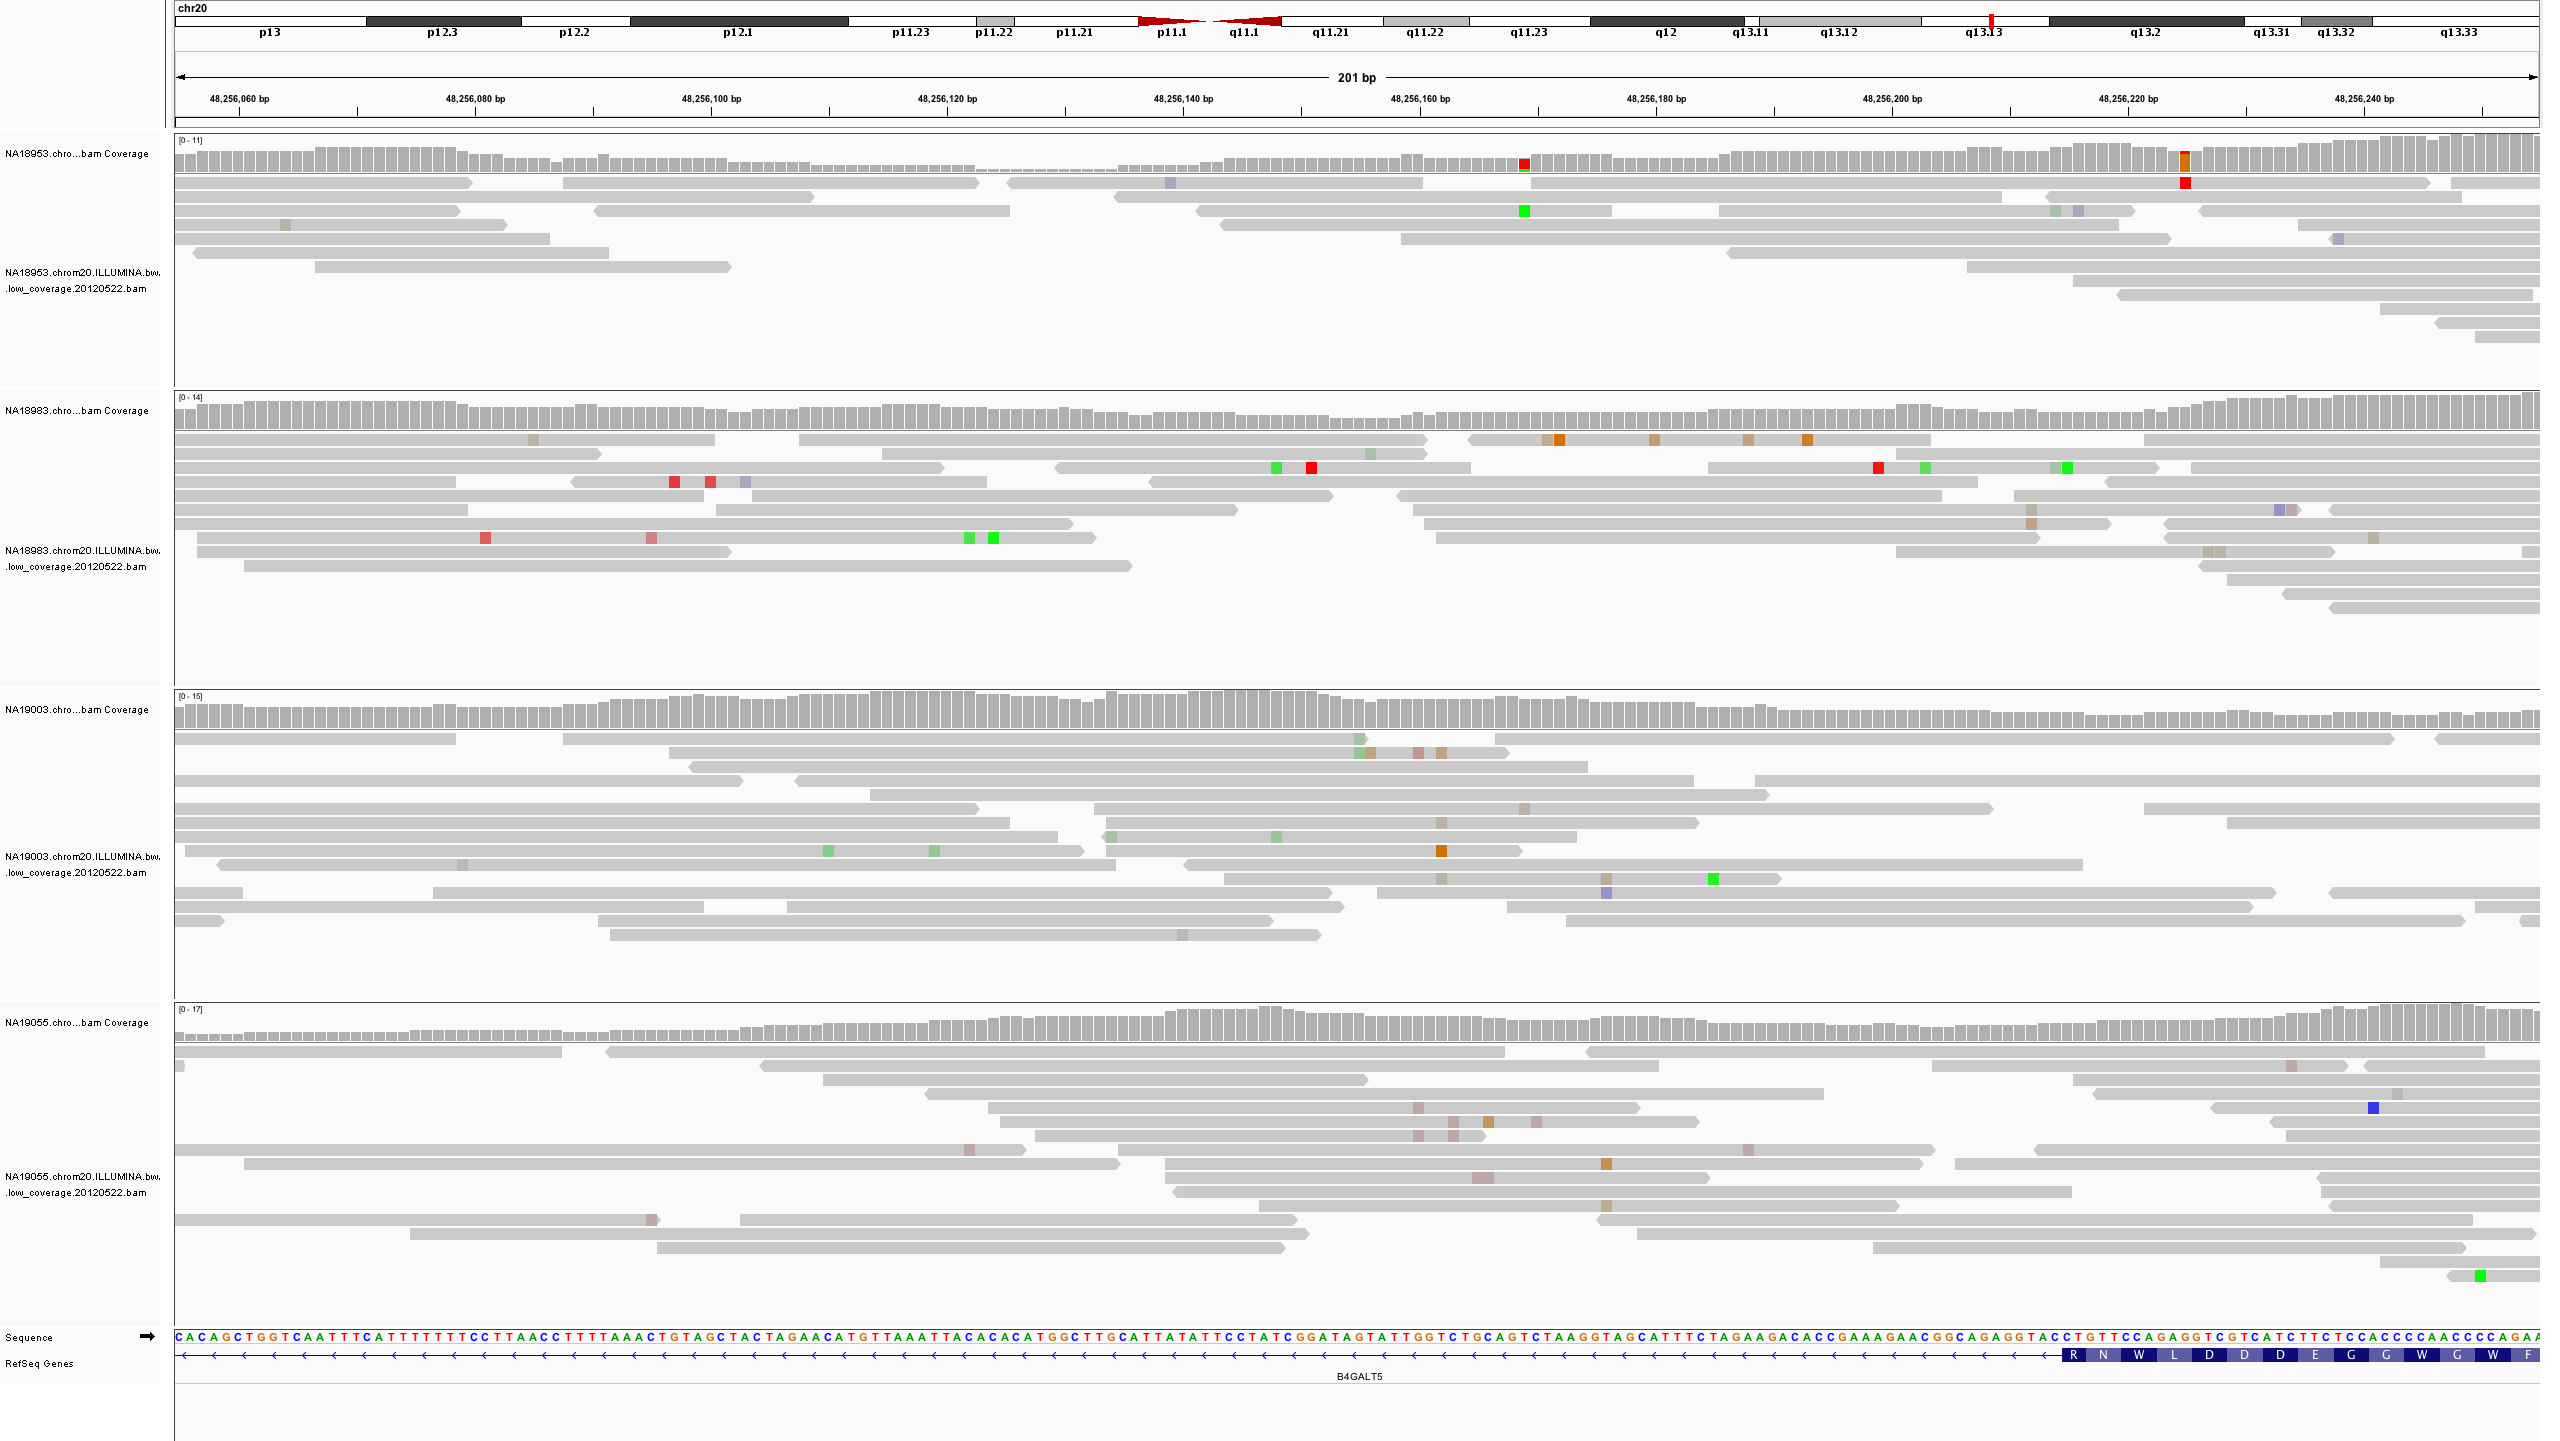 chr20
p13 p12.3 p12.2 p12.1 p11.23 p11.22 p11.21 p11.1 q11.1 q11.21 q11.22 q11.23 q12 q13.11 q13.12 q13.13 q13.2 q13.31 q13.32 q13.33
201 bp
48,256,060 bp 48,256,080 bp 48,256,100 bp 48,256,120 bp 48,256,140 bp 48,256,160 bp 48,256,180 bp 48,256,200 bp 48,256,220 bp 48,256,240 bp
[0 - 11]
NA18953.chro...bam Coverage
NA18953.chrom20.ILLUMINA.bw.
.low_coverage.20120522.bam
[0 - 14]
NA18983.chro...bam Coverage
NA18983.chrom20.ILLUMINA.bw.
.low_coverage.20120522.bam
[0 - 15]
NA19003.chro...bam Coverage
NA19003.chrom20.ILLUMINA.bw.
.low_coverage.20120522.bam
[0 - 17]
NA19055.chro...bam Coverage
NA19055.chrom20.ILLUMINA.bw.
.low_coverage.20120522.bam
Sequence C A C A G C T G G T C A A T T T C A T T T T T T T C C T T A A C C T T T T A A A C T G T A G C T A C T A G A A C A T G T T A A A T T A C A C A C A T G G C T T G C A T T A T A T T C C T A T C G G A T A G T A T T G G T C T G C A G T C T A A G G T A G C A T T T C T A G A A G A C A C C G A A A G A A C G G C A G A G G T A C C T G T T C C A G A G G T C G T C A T C T T C T C C A C C C C A A C C C C A G A A
RefSeq Genes R N W L D D D E G G W G W F
B4GALT5